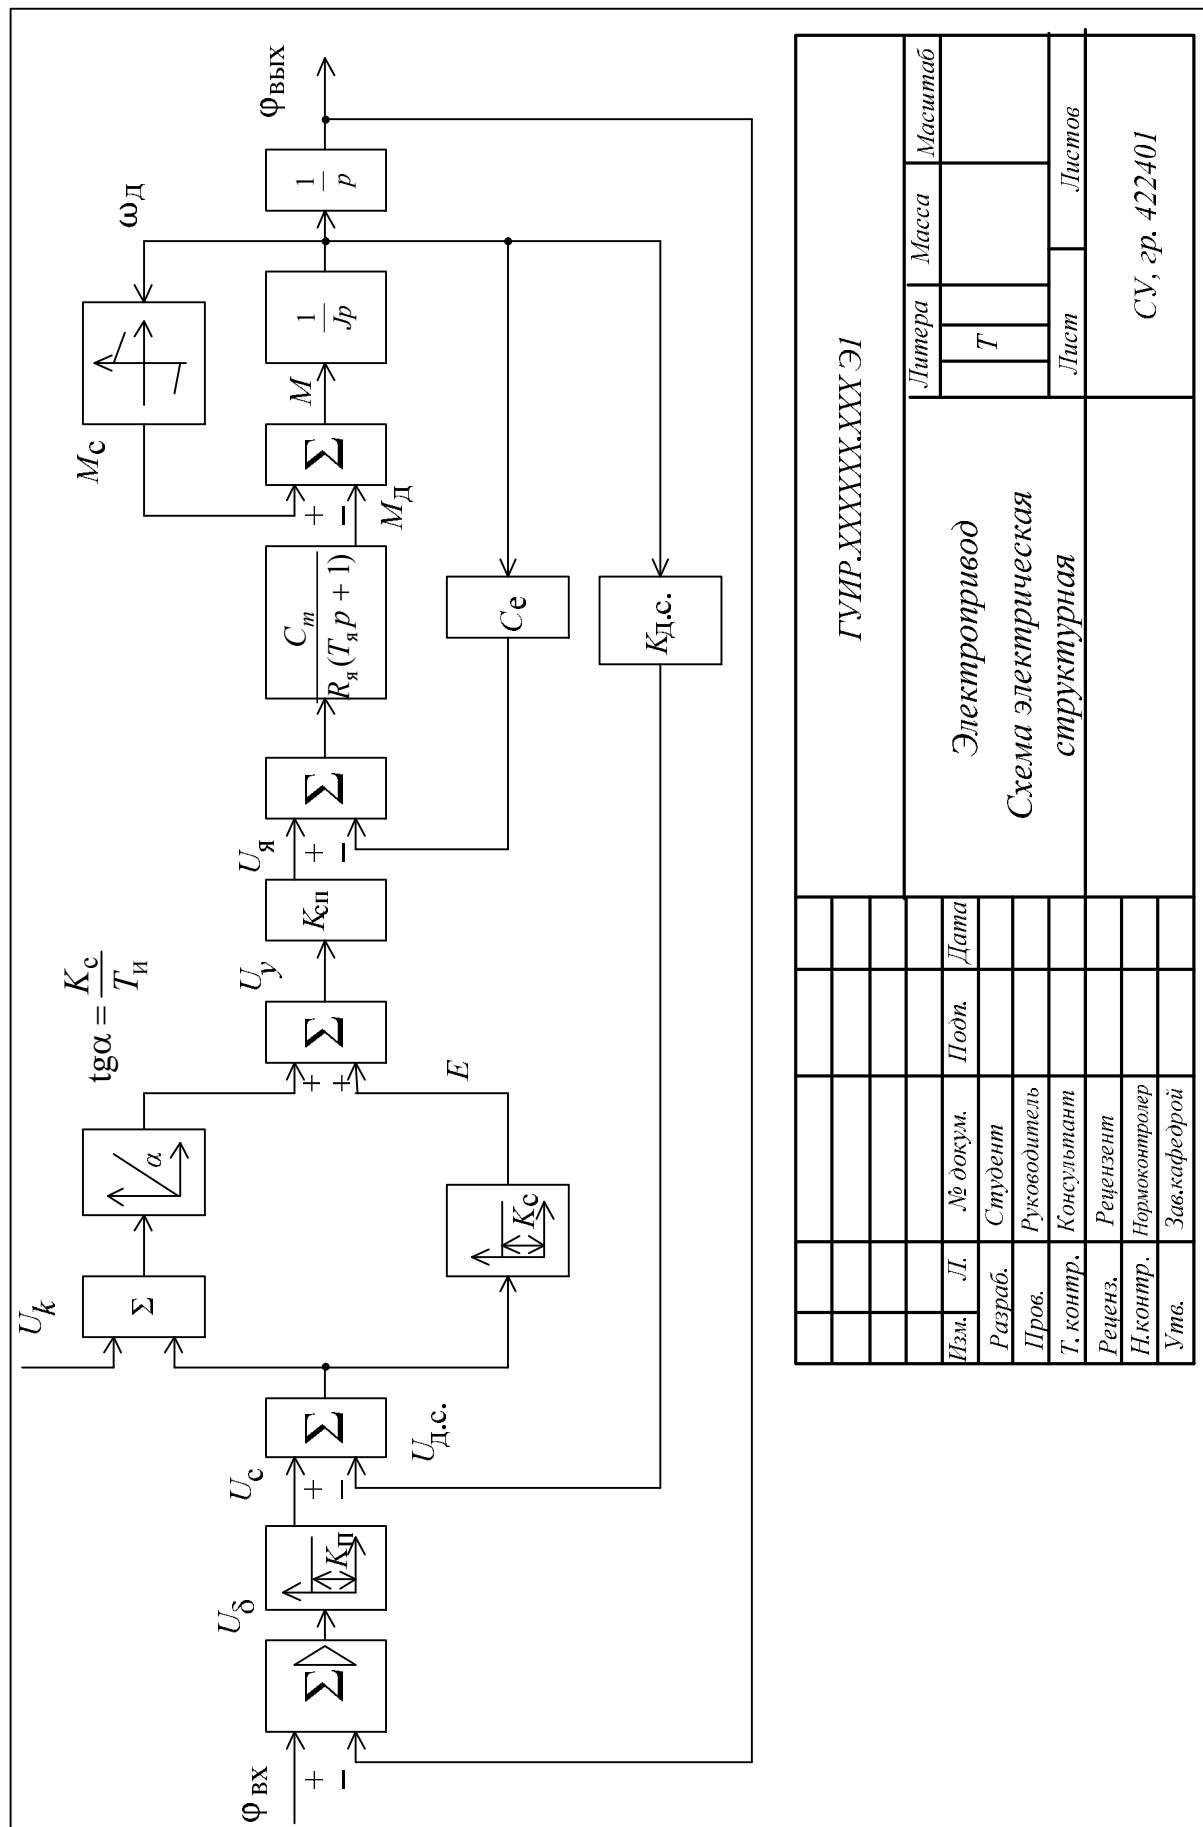 φвх
+
−
Σ
Uδ
Kп
Uс
+
−
Σ
Uд.с.
Uk
Σ
α
tgα = Kс / Tи
Kс
E
+ +
Σ
Uу
Kсп
Uя
+
−
Σ
Cm
Rя(Tяp + 1)
Cе
Kд.с.
Mд
+
−
Σ
Mс
M
1
Jp
ωд
1
p
φвых
ГУИР.XXXXXX.XXX Э1
Электропривод
Схема электрическая
структурная
Литера Масса Масштаб
Т
Лист Листов
СУ, гр. 422401
Изм. Л. № докум. Подп. Дата
Разраб. Студент
Пров. Руководитель
Т. контр. Консультант
Реценз. Рецензент
Н.контр. Нормоконтролер
Утв. Зав.кафедрой